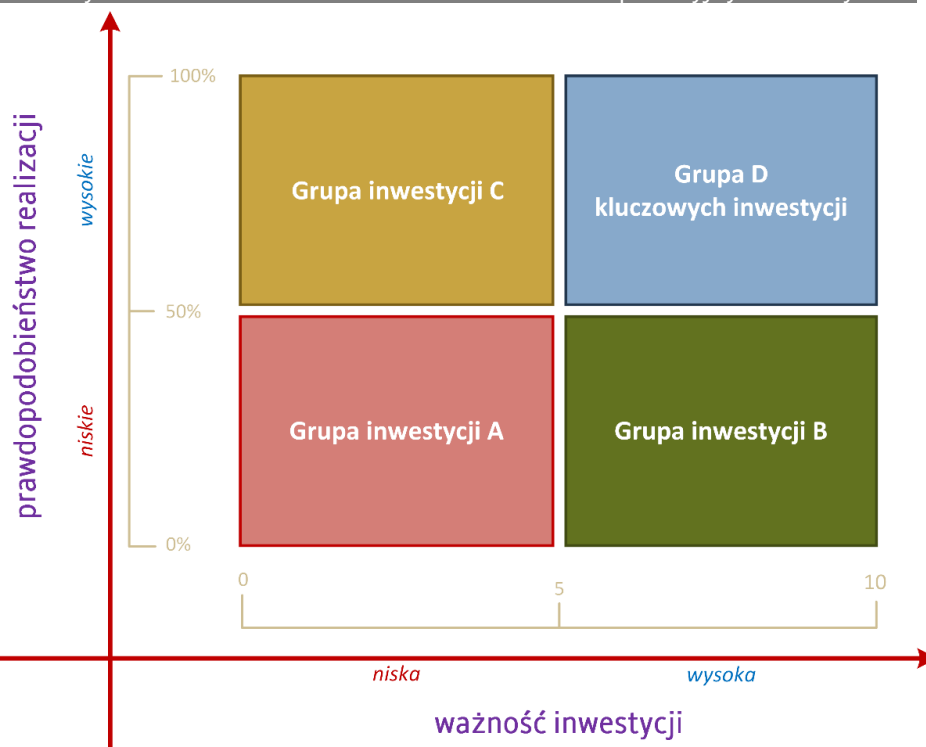 100%
Grupa inwestycji C
Grupa D
kluczowych inwestycji
wysokie
prawdopodobieństwo realizacji
50%
niskie
Grupa inwestycji A
Grupa inwestycji B
0%
0
5
10
niska
wysoka
ważność inwestycji